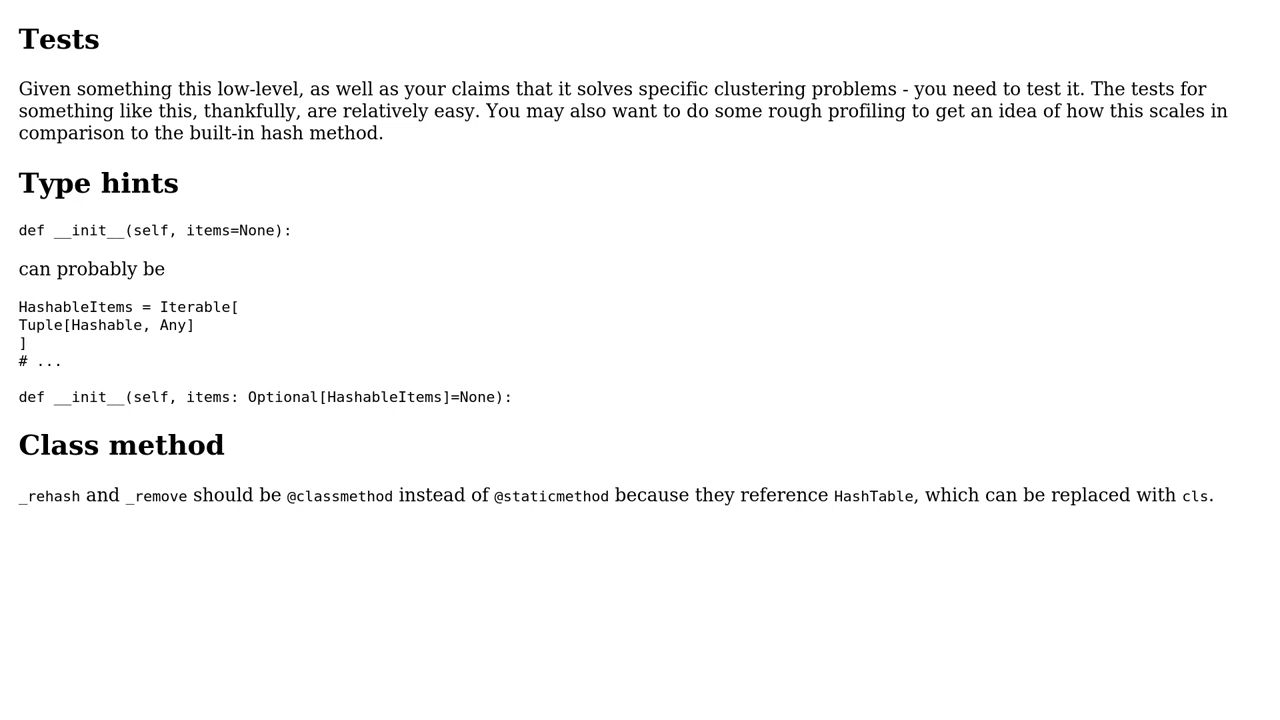 Tests
Given something this low-level, as well as your claims that it solves specific clustering problems - you need to test it. The tests for
something like this, thankfully, are relatively easy. You may also want to do some rough profiling to get an idea of how this scales in
comparison to the built-in hash method.
Type hints
def __init__(self, items=None):
can probably be
HashableItems = Iterable[
Tuple[Hashable, Any]
]
# ...
def __init__(self, items: Optional[HashableItems]=None):
Class method
_rehash and _remove should be @classmethod instead of @staticmethod because they reference HashTable, which can be replaced with cls.